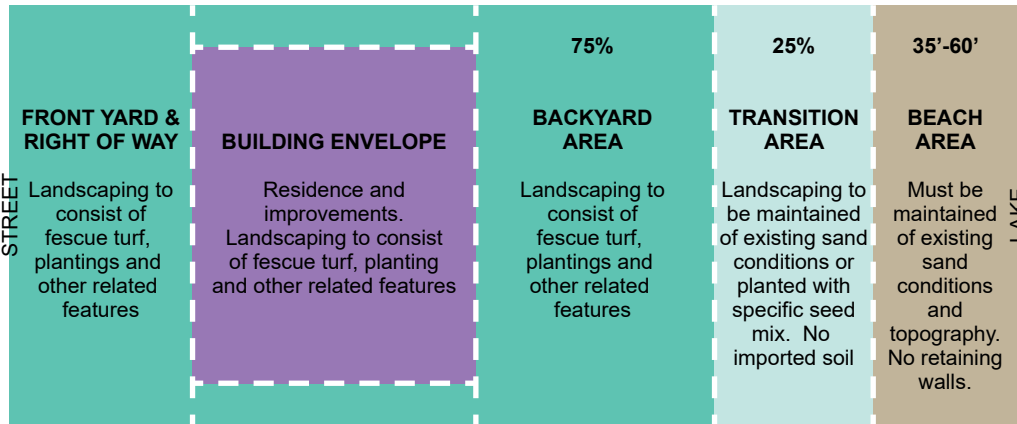 STREET
FRONT YARD &
RIGHT OF WAY
Landscaping to
consist of
fescue turf,
plantings and
other related
features
BUILDING ENVELOPE
Residence and
improvements.
Landscaping to consist
of fescue turf, planting
and other related features
75%
BACKYARD
AREA
Landscaping to
consist of
fescue turf,
plantings and
other related
features
25%
TRANSITION
AREA
Landscaping to
be maintained
of existing sand
conditions or
planted with
specific seed
mix.  No
imported soil
35’-60’
BEACH
AREA
Must be
maintained
of existing
sand
conditions
and
topography.
No retaining
walls.
LAKE